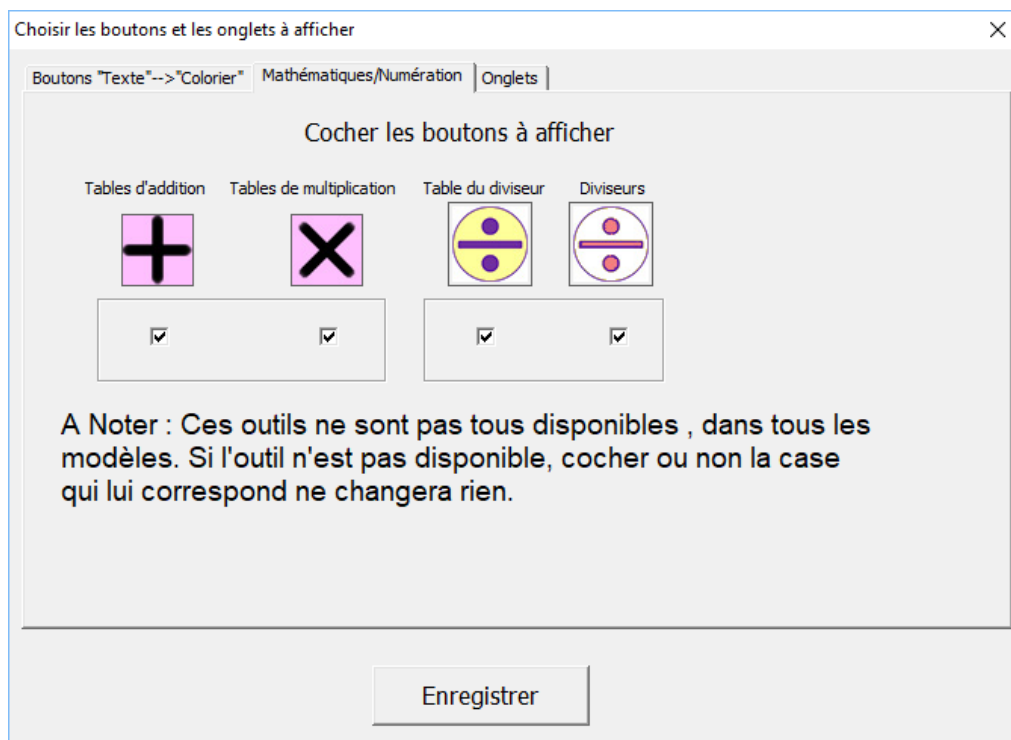 Choisir les boutons et les onglets à afficher
Boutons "Texte"-->"Colorier" Mathématiques/Numération Onglets
Cocher les boutons à afficher
Tables d'addition Tables de multiplication Table du diviseur Diviseurs
A Noter : Ces outils ne sont pas tous disponibles , dans tous les
modèles. Si l'outil n'est pas disponible, cocher ou non la case
qui lui correspond ne changera rien.
Enregistrer